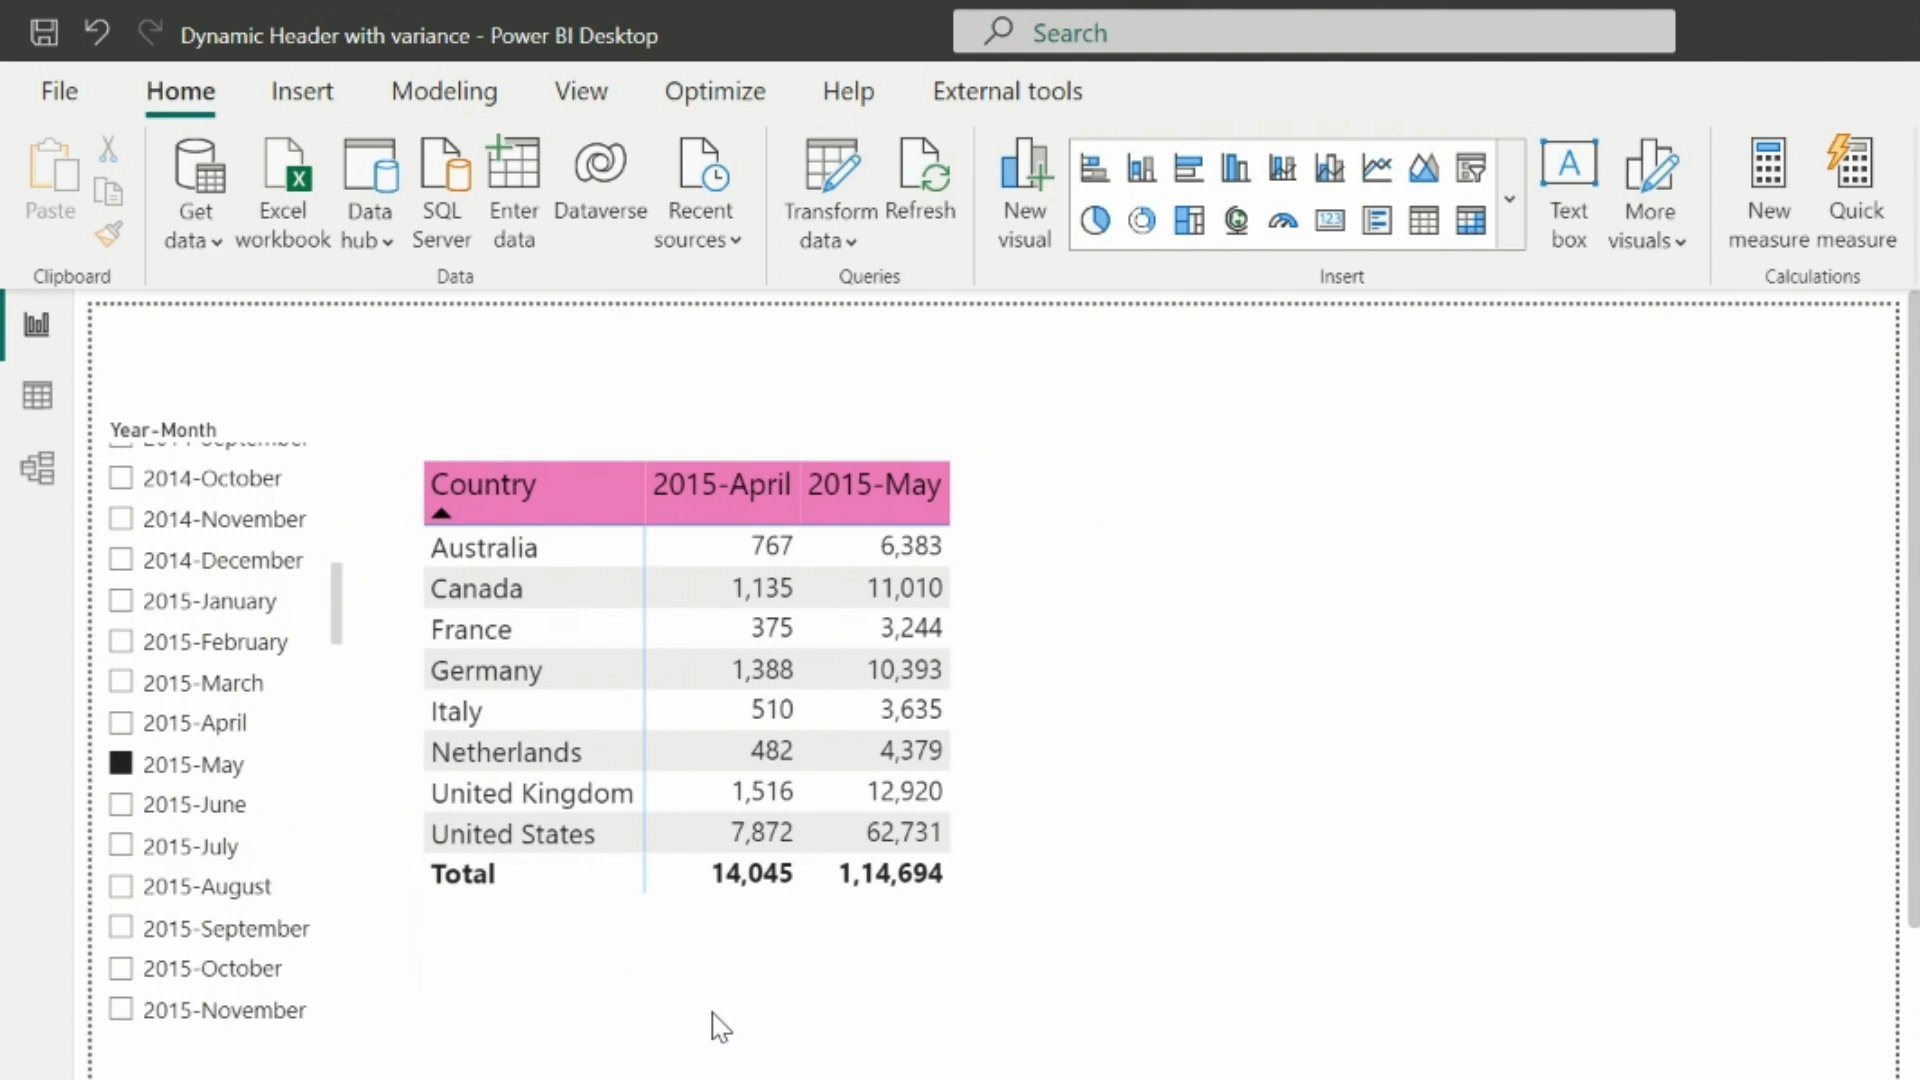 Dynamic Header with variance - Power BI Desktop
Search
File Home Insert Modeling View Optimize Help External tools
Paste
Get data
Excel workbook
Data hub
SQL Server
Enter data
Dataverse
Recent sources
Transform data
Refresh
New visual
123
A
Text box
More visuals
New measure
Quick measure
Clipboard Data Queries Insert Calculations
Year-Month
2014-October
2014-November
2014-December
2015-January
2015-February
2015-March
2015-April
2015-May
2015-June
2015-July
2015-August
2015-September
2015-October
2015-November
Country 2015-April 2015-May
Australia 767 6,383
Canada 1,135 11,010
France 375 3,244
Germany 1,388 10,393
Italy 510 3,635
Netherlands 482 4,379
United Kingdom 1,516 12,920
United States 7,872 62,731
Total 14,045 1,14,694